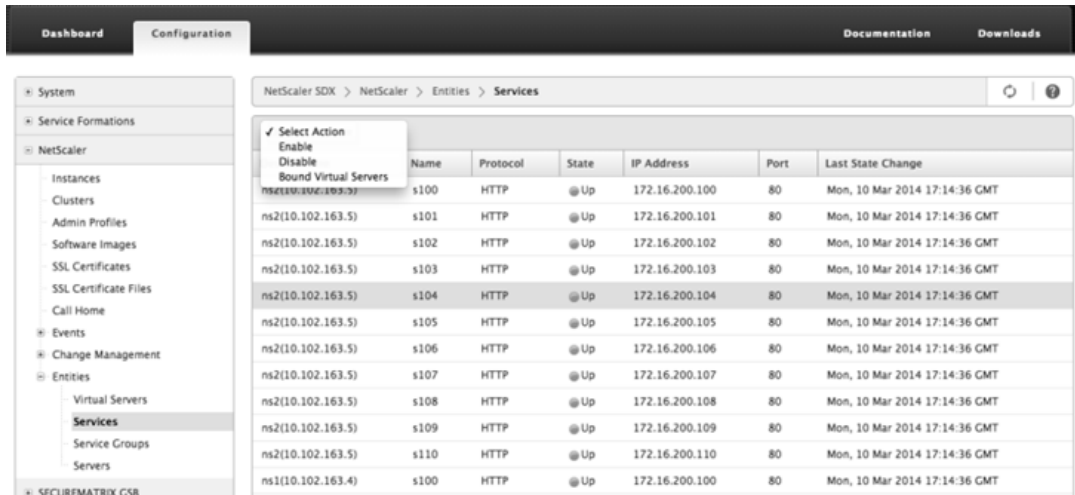 Dashboard Configuration Documentation Downloads
System
Service Formations
NetScaler
Instances
Clusters
Admin Profiles
Software Images
SSL Certificates
SSL Certificate Files
Call Home
Events
Change Management
Entities
Virtual Servers
Services
Service Groups
Servers
SECUREMATRIX GSB
NetScaler SDX > NetScaler > Entities > Services
✓ Select Action
Enable
Disable
Bound Virtual Servers
Name Protocol State IP Address Port Last State Change
ns2(10.102.163.5) s100 HTTP Up 172.16.200.100 80 Mon, 10 Mar 2014 17:14:36 GMT
ns2(10.102.163.5) s101 HTTP Up 172.16.200.101 80 Mon, 10 Mar 2014 17:14:36 GMT
ns2(10.102.163.5) s102 HTTP Up 172.16.200.102 80 Mon, 10 Mar 2014 17:14:36 GMT
ns2(10.102.163.5) s103 HTTP Up 172.16.200.103 80 Mon, 10 Mar 2014 17:14:36 GMT
ns2(10.102.163.5) s104 HTTP Up 172.16.200.104 80 Mon, 10 Mar 2014 17:14:36 GMT
ns2(10.102.163.5) s105 HTTP Up 172.16.200.105 80 Mon, 10 Mar 2014 17:14:36 GMT
ns2(10.102.163.5) s106 HTTP Up 172.16.200.106 80 Mon, 10 Mar 2014 17:14:36 GMT
ns2(10.102.163.5) s107 HTTP Up 172.16.200.107 80 Mon, 10 Mar 2014 17:14:36 GMT
ns2(10.102.163.5) s108 HTTP Up 172.16.200.108 80 Mon, 10 Mar 2014 17:14:36 GMT
ns2(10.102.163.5) s109 HTTP Up 172.16.200.109 80 Mon, 10 Mar 2014 17:14:36 GMT
ns2(10.102.163.5) s110 HTTP Up 172.16.200.110 80 Mon, 10 Mar 2014 17:14:36 GMT
ns1(10.102.163.4) s100 HTTP Up 172.16.200.100 80 Mon, 10 Mar 2014 17:14:36 GMT